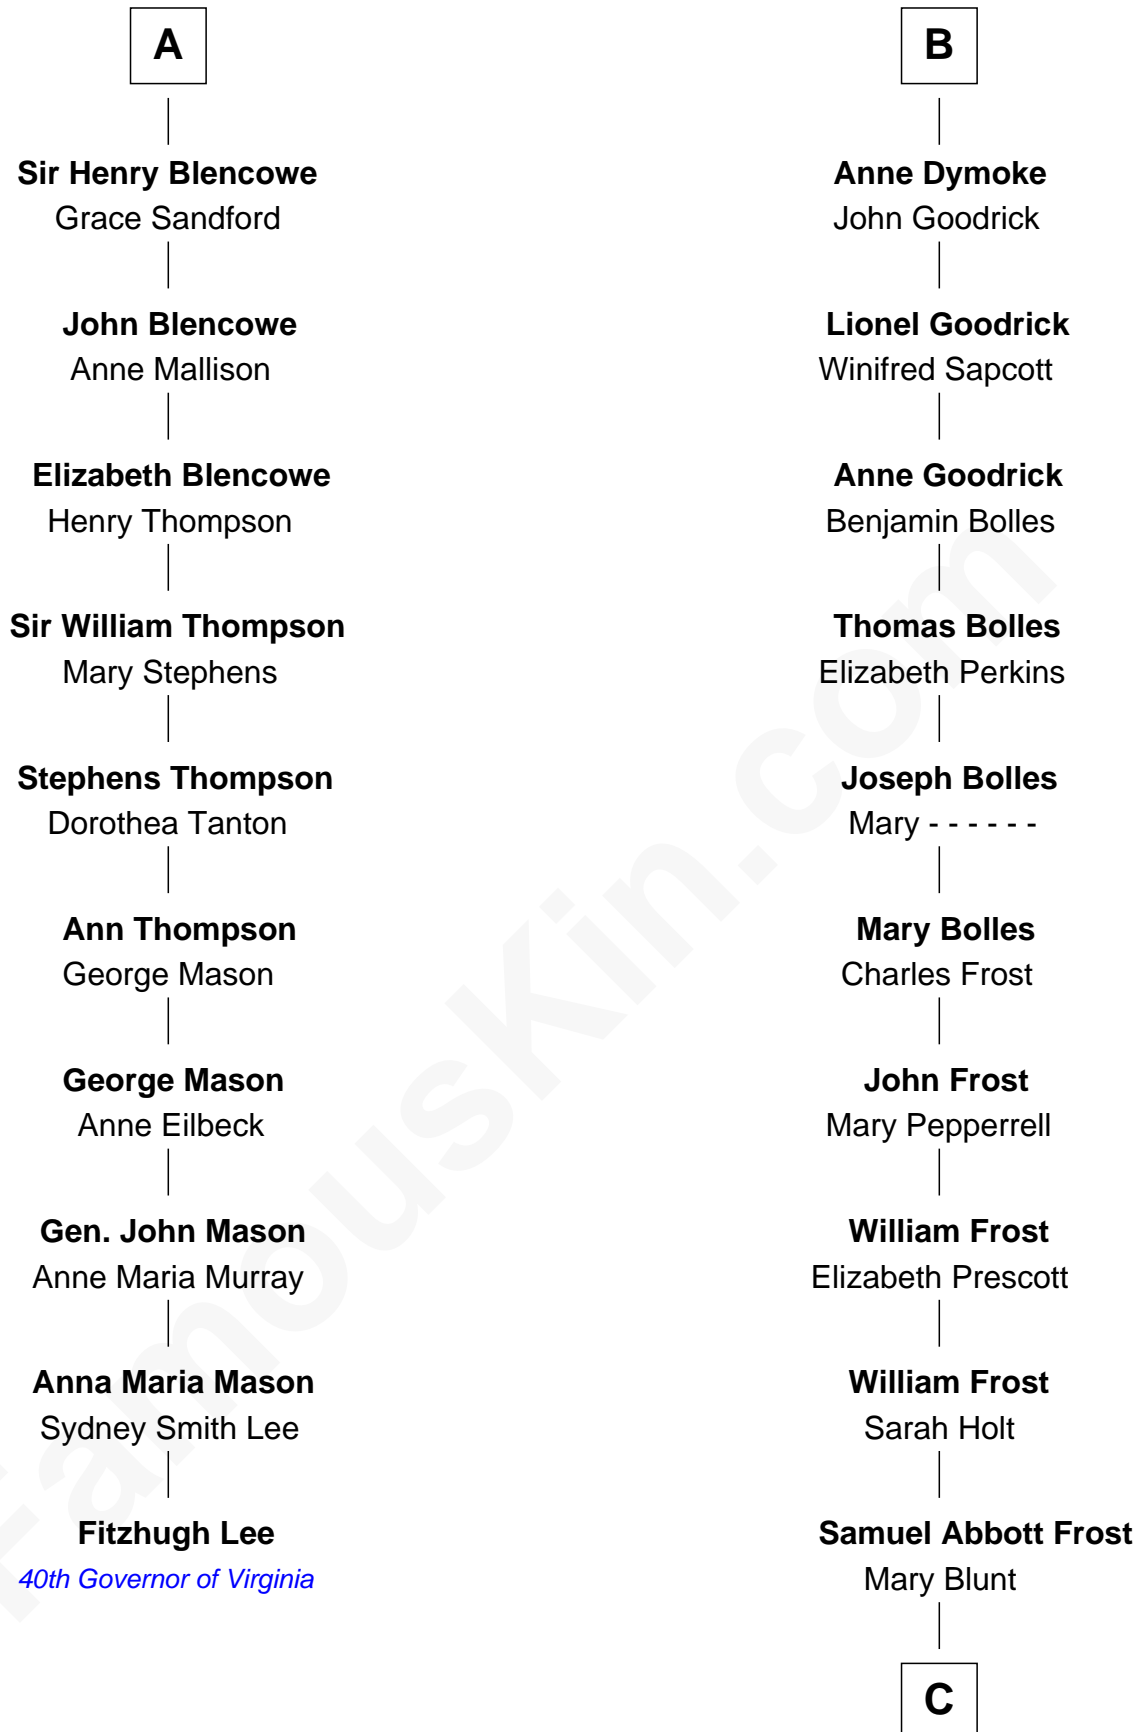 A
Sir Henry Blencowe
Grace Sandford
John Blencowe
Anne Mallison
Elizabeth Blencowe
Henry Thompson
Sir William Thompson
Mary Stephens
Stephens Thompson
Dorothea Tanton
Ann Thompson
George Mason
George Mason
Anne Eilbeck
Gen. John Mason
Anne Maria Murray
Anna Maria Mason
Sydney Smith Lee
Fitzhugh Lee
40th Governor of Virginia
B
Anne Dymoke
John Goodrick
Lionel Goodrick
Winifred Sapcott
Anne Goodrick
Benjamin Bolles
Thomas Bolles
Elizabeth Perkins
Joseph Bolles
Mary - - - - - -
Mary Bolles
Charles Frost
John Frost
Mary Pepperrell
William Frost
Elizabeth Prescott
William Frost
Sarah Holt
Samuel Abbott Frost
Mary Blunt
C
FamousKin.com